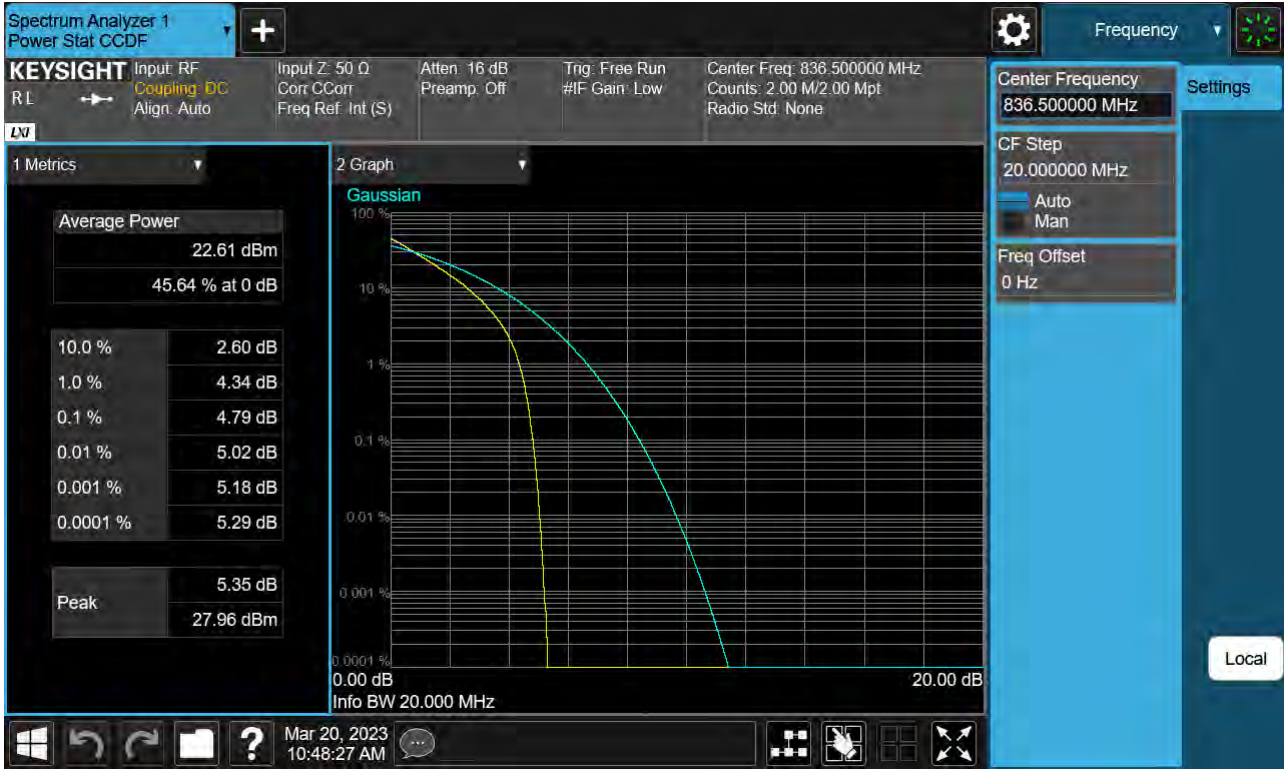 Spectrum Analyzer 1
Power Stat CCDF
+
Frequency
KEYSIGHT
R L
LXI
Input: RF
Coupling: DC
Align: Auto
Input Z: 50 Ω
Corr CCorr
Freq Ref: Int (S)
Atten: 16 dB
Preamp: Off
Trig: Free Run
#IF Gain: Low
Center Freq: 836.500000 MHz
Counts: 2.00 M/2.00 Mpt
Radio Std: None
Center Frequency
836.500000 MHz
Settings
CF Step
20.000000 MHz
Auto
Man
Freq Offset
0 Hz
1 Metrics
Average Power
22.61 dBm
45.64 % at 0 dB
10.0 % 2.60 dB
1.0 % 4.34 dB
0.1 % 4.79 dB
0.01 % 5.02 dB
0.001 % 5.18 dB
0.0001 % 5.29 dB
Peak 5.35 dB
27.96 dBm
2 Graph
Gaussian
100 %
10 %
1 %
0.1 %
0.01 %
0.001 %
0.0001 %
0.00 dB 20.00 dB
Info BW 20.000 MHz
Local
?
Mar 20, 2023
10:48:27 AM